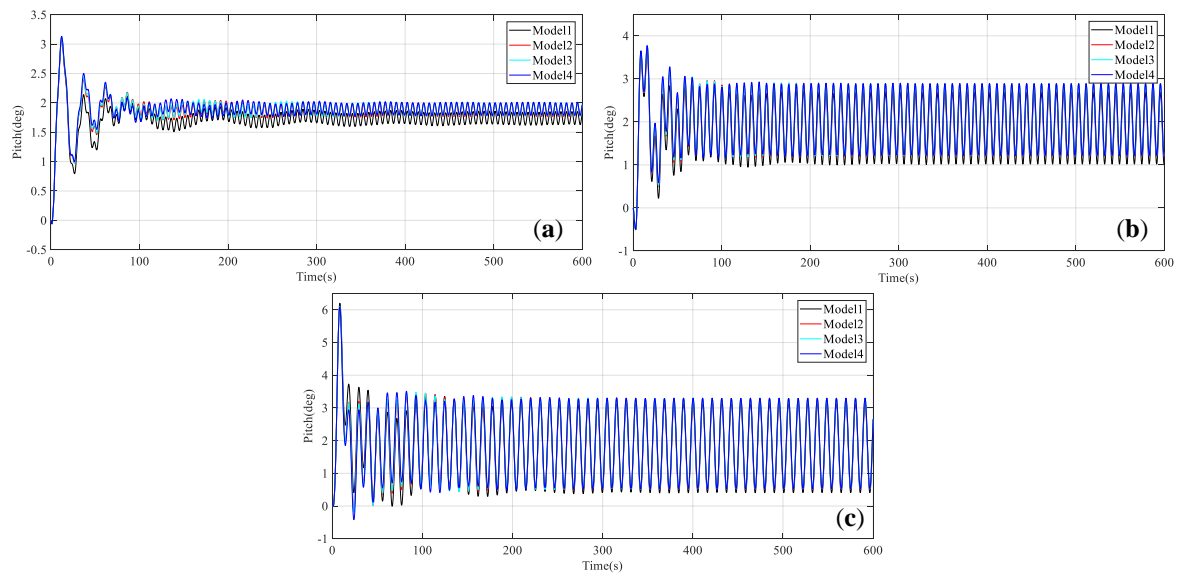 3.5
3
2.5
2
1.5
1
0.5
0
-0.5
Pitch(deg)
Model1
Model2
Model3
Model4
(a)
0
100
200
300
400
500
600
Time(s)
4
3
2
1
0
-1
Pitch(deg)
Model1
Model2
Model3
Model4
(b)
0
100
200
300
400
500
600
Time(s)
6
5
4
3
2
1
0
-1
Pitch(deg)
Model1
Model2
Model3
Model4
(c)
0
100
200
300
400
500
600
Time(s)